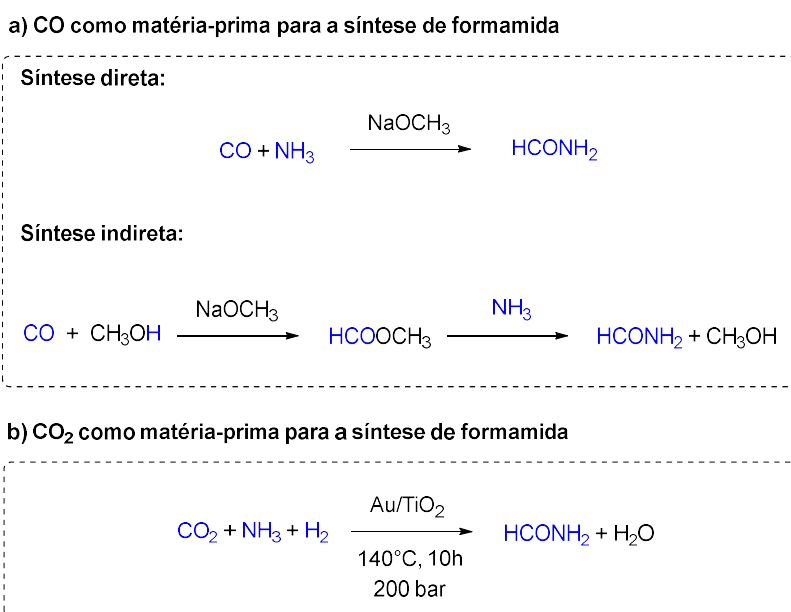 a) CO como matéria-prima para a síntese de formamida
Síntese direta:
NaOCH₃
CO + NH₃ HCONH₂
Síntese indireta:
NaOCH₃ NH₃
CO + CH₃OH HCOOCH₃ HCONH₂ + CH₃OH
b) CO₂ como matéria-prima para a síntese de formamida
Au/TiO₂
CO₂ + NH₃ + H₂ HCONH₂ + H₂O
140°C, 10h
200 bar